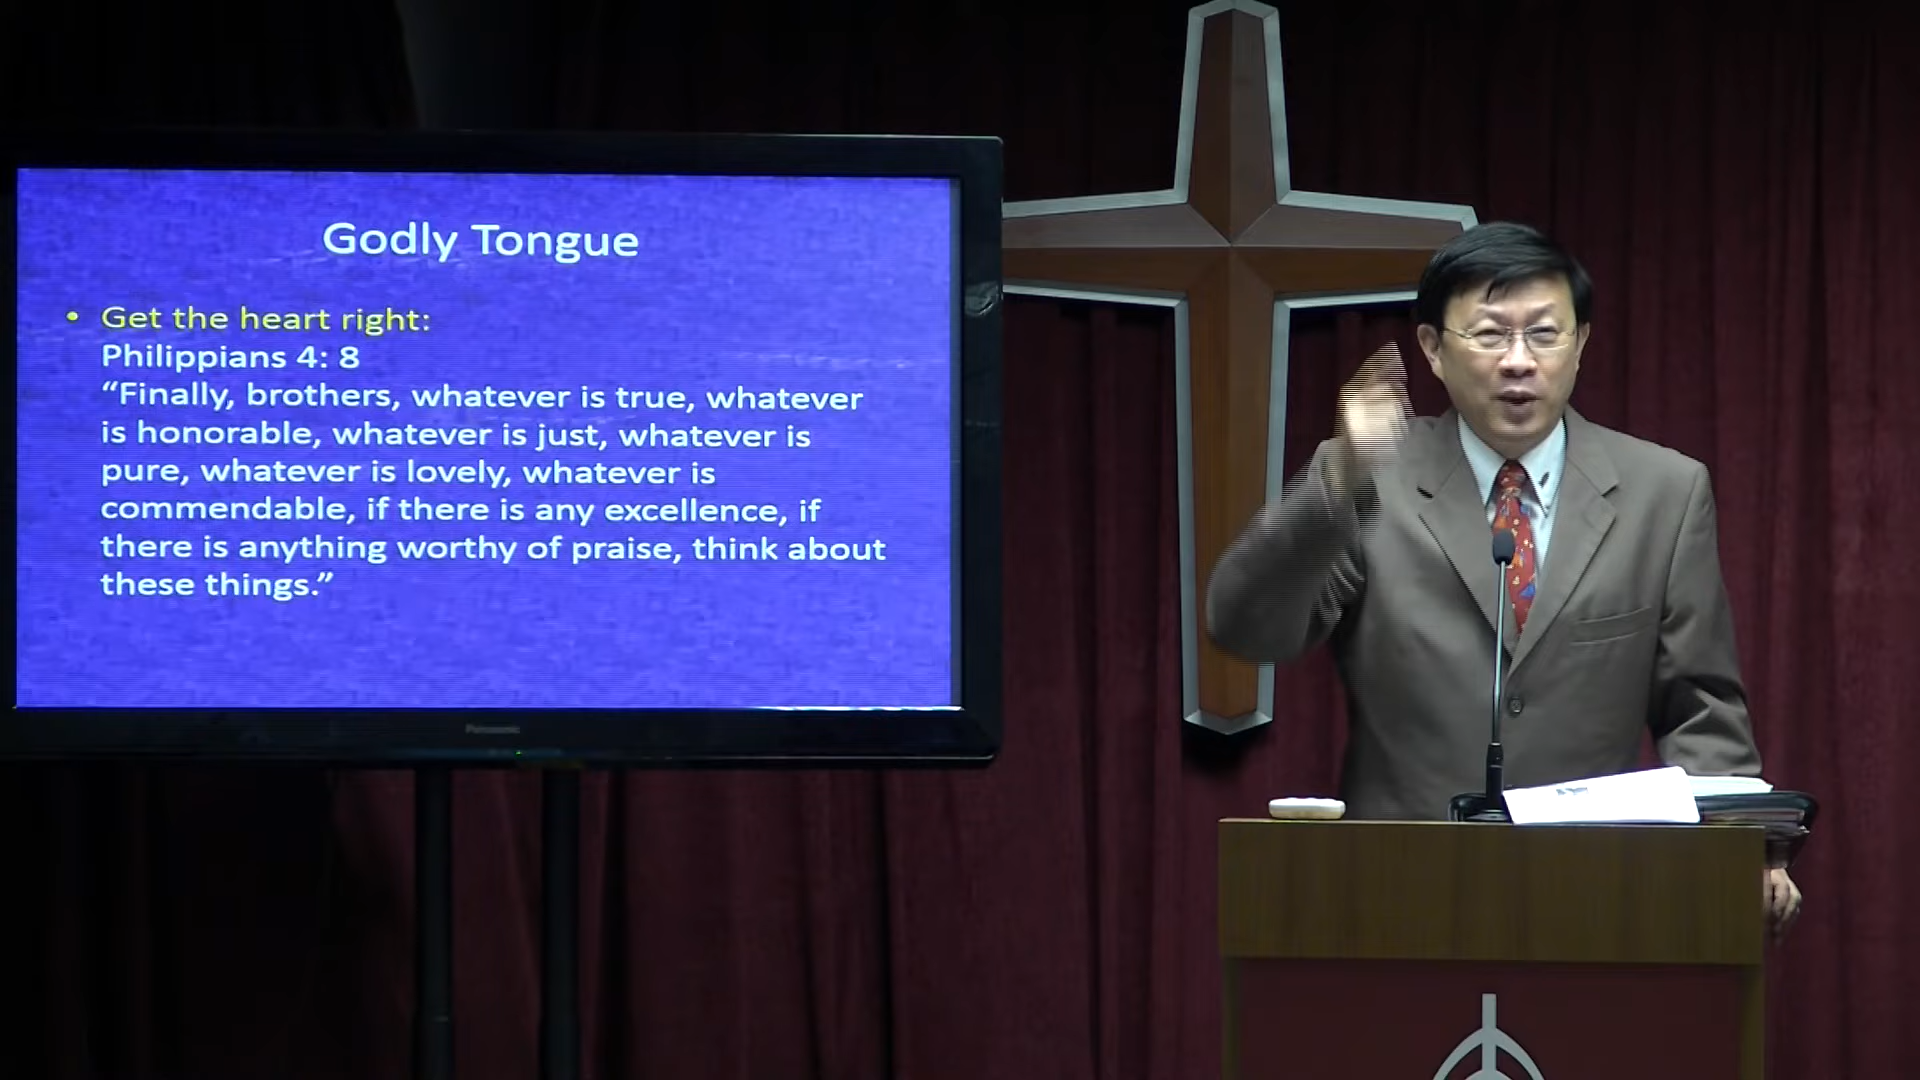 Godly Tongue
• Get the heart right:
Philippians 4: 8
“Finally, brothers, whatever is true, whatever
is honorable, whatever is just, whatever is
pure, whatever is lovely, whatever is
commendable, if there is any excellence, if
there is anything worthy of praise, think about
these things.”
Panasonic